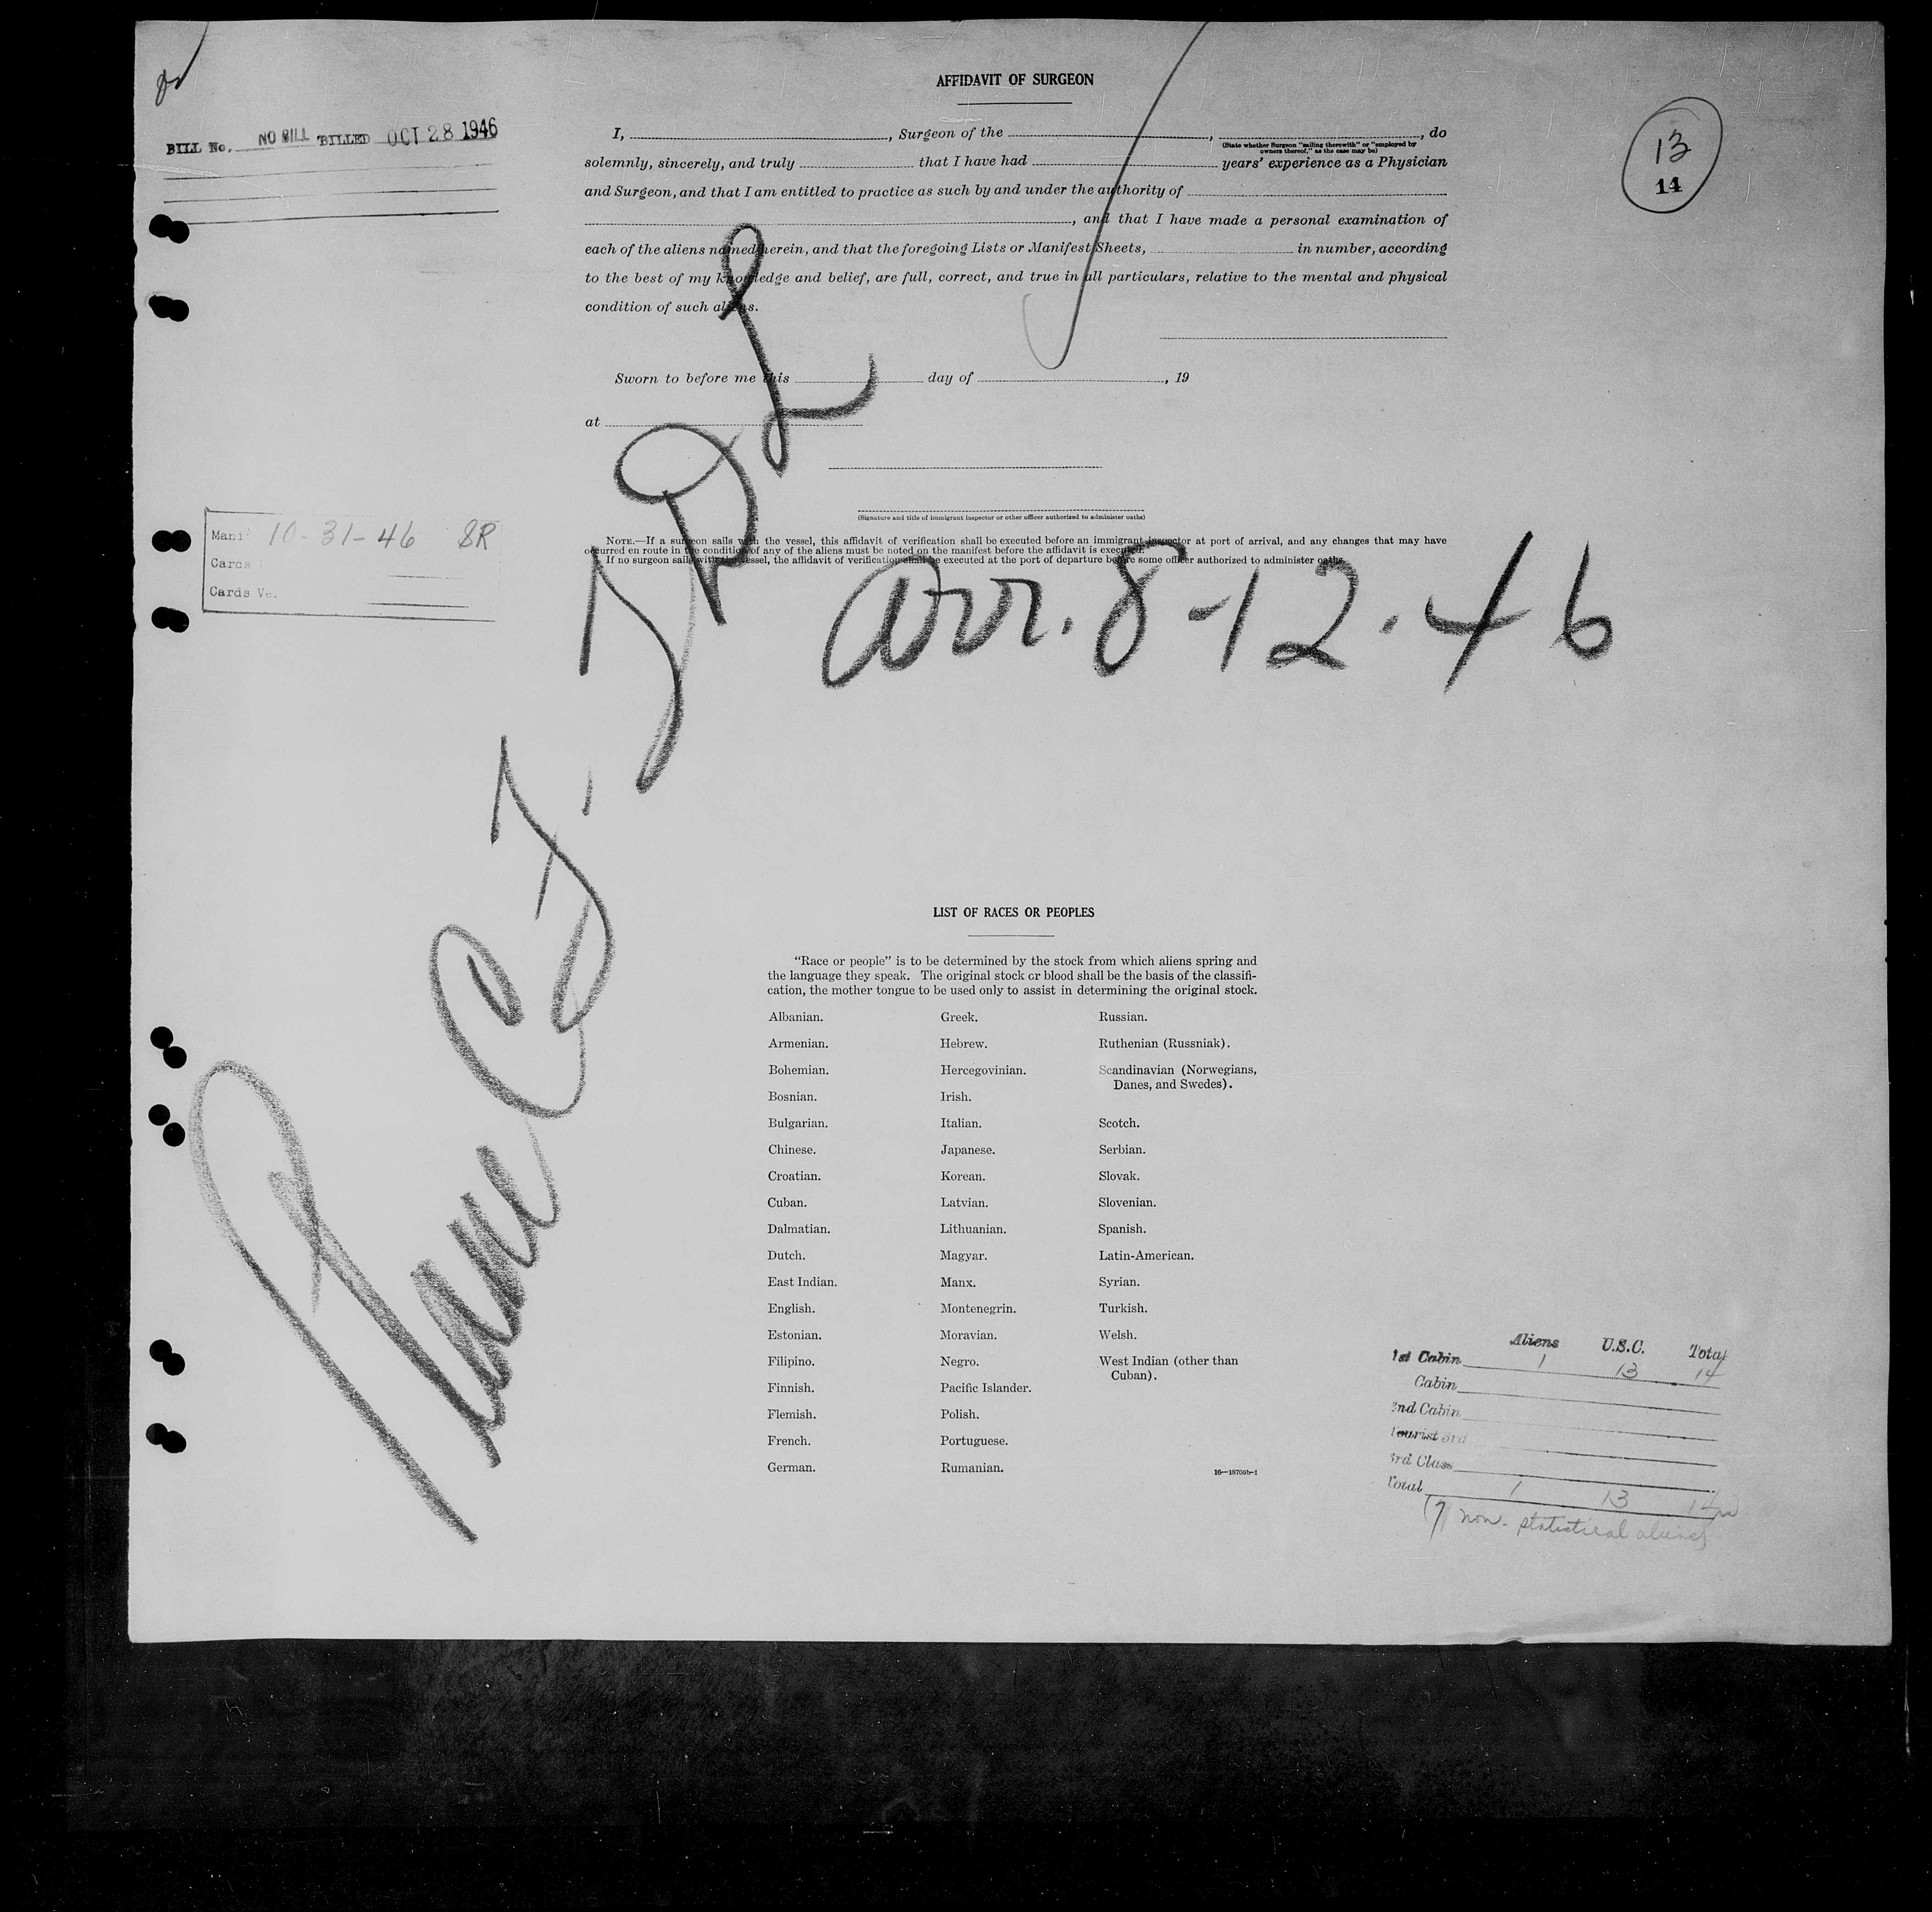 AFFIDAVIT OF SURGEON
BILL No. NO BILL BILLED OCT 28 1946
13
14
I, , Surgeon of the , , do
(State whether Surgeon "sailing therewith" or "employed by
owners thereof," as the case may be)
solemnly, sincerely, and truly that I have had years' experience as a Physician
and Surgeon, and that I am entitled to practice as such by and under the authority of
, and that I have made a personal examination of
each of the aliens named herein, and that the foregoing Lists or Manifest Sheets, in number, according
to the best of my knowledge and belief, are full, correct, and true in all particulars, relative to the mental and physical
condition of such aliens.
Sworn to before me this day of , 19
at
(Signature and title of immigrant inspector or other officer authorized to administer oaths)
NOTE.—If a surgeon sails with the vessel, this affidavit of verification shall be executed before an immigrant inspector at port of arrival, and any changes that may have
occurred en route in the condition of any of the aliens must be noted on the manifest before the affidavit is executed.
If no surgeon sails with the vessel, the affidavit of verification shall be executed at the port of departure before some officer authorized to administer oaths.
Mani 10-31-46 SR
Cards
Cards Ve.
Plane
arr. 8-12-46
LIST OF RACES OR PEOPLES
"Race or people" is to be determined by the stock from which aliens spring and
the language they speak. The original stock or blood shall be the basis of the classifi-
cation, the mother tongue to be used only to assist in determining the original stock.
Albanian. Greek. Russian.
Armenian. Hebrew. Ruthenian (Russniak).
Bohemian. Hercegovinian. Scandinavian (Norwegians,
Danes, and Swedes).
Bosnian. Irish.
Bulgarian. Italian. Scotch.
Chinese. Japanese. Serbian.
Croatian. Korean. Slovak.
Cuban. Latvian. Slovenian.
Dalmatian. Lithuanian. Spanish.
Dutch. Magyar. Latin-American.
East Indian. Manx. Syrian.
English. Montenegrin. Turkish.
Estonian. Moravian. Welsh.
Filipino. Negro. West Indian (other than
Cuban).
Finnish. Pacific Islander.
Flemish. Polish.
French. Portuguese.
German. Rumanian.
16—18709b-1
Aliens U.S.C. Total
1st Cabin 1 13 14
Cabin
2nd Cabin
Tourist 3rd
3rd Class
Total 1 13 14
(7) non-statistical aliens